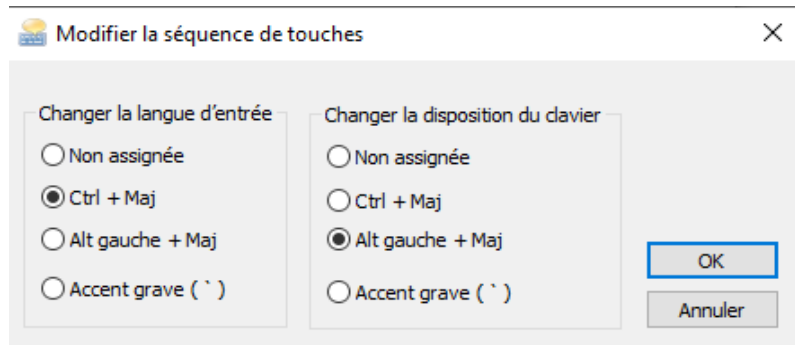 Modifier la séquence de touches
Changer la langue d'entrée
Non assignée
Ctrl + Maj
Alt gauche + Maj
Accent grave ( ` )
Changer la disposition du clavier
Non assignée
Ctrl + Maj
Alt gauche + Maj
Accent grave ( ` )
OK
Annuler